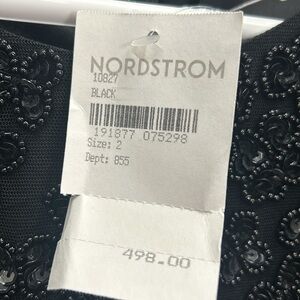 NORDSTROM
10827
BLACK
191877 075298
Size: 2
Dept: 855
498.00